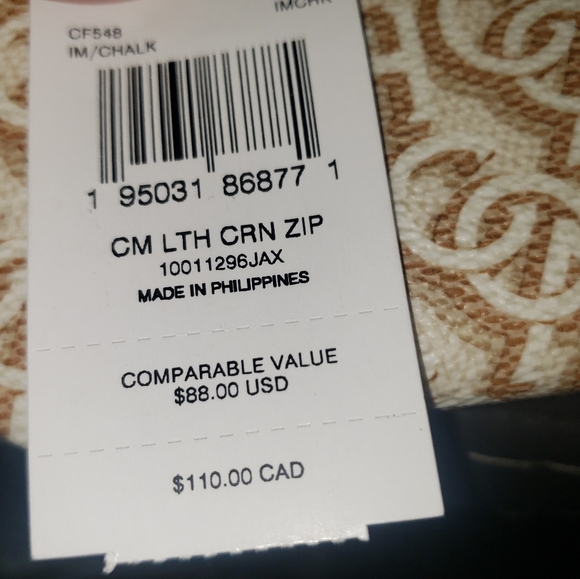 IMCHK
CF548
IM/CHALK
1 95031 86877 1
CM LTH CRN ZIP
10011296JAX
MADE IN PHILIPPINES
COMPARABLE VALUE
$88.00 USD
$110.00 CAD